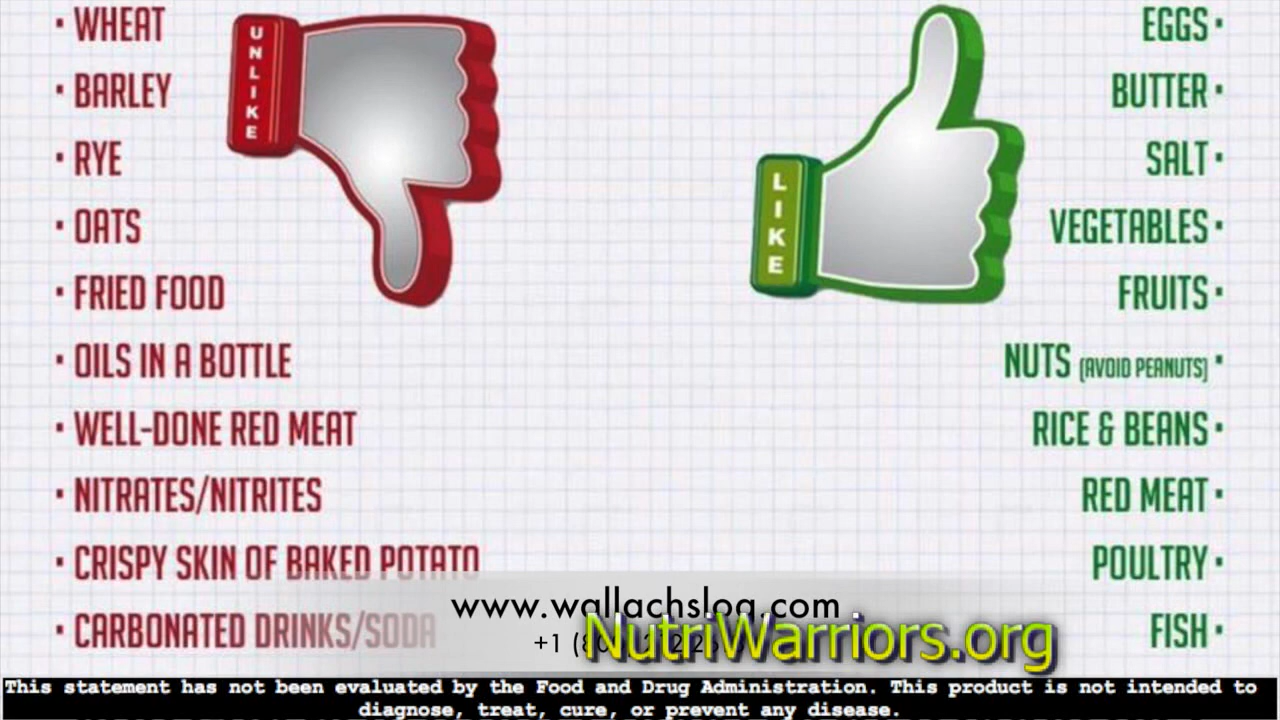 · WHEAT
· BARLEY
· RYE
· OATS
· FRIED FOOD
· OILS IN A BOTTLE
· WELL-DONE RED MEAT
· NITRATES/NITRITES
· CRISPY SKIN OF BAKED POTATO
· CARBONATED DRINKS/SODA
UNLIKE
LIKE
EGGS ·
BUTTER ·
SALT ·
VEGETABLES ·
FRUITS ·
NUTS (AVOID PEANUTS) ·
RICE & BEANS ·
RED MEAT ·
POULTRY ·
FISH ·
www.wallachslog.com
+1
NutriWarriors.org
This statement has not been evaluated by the Food and Drug Administration. This product is not intended to
diagnose, treat, cure, or prevent any disease.